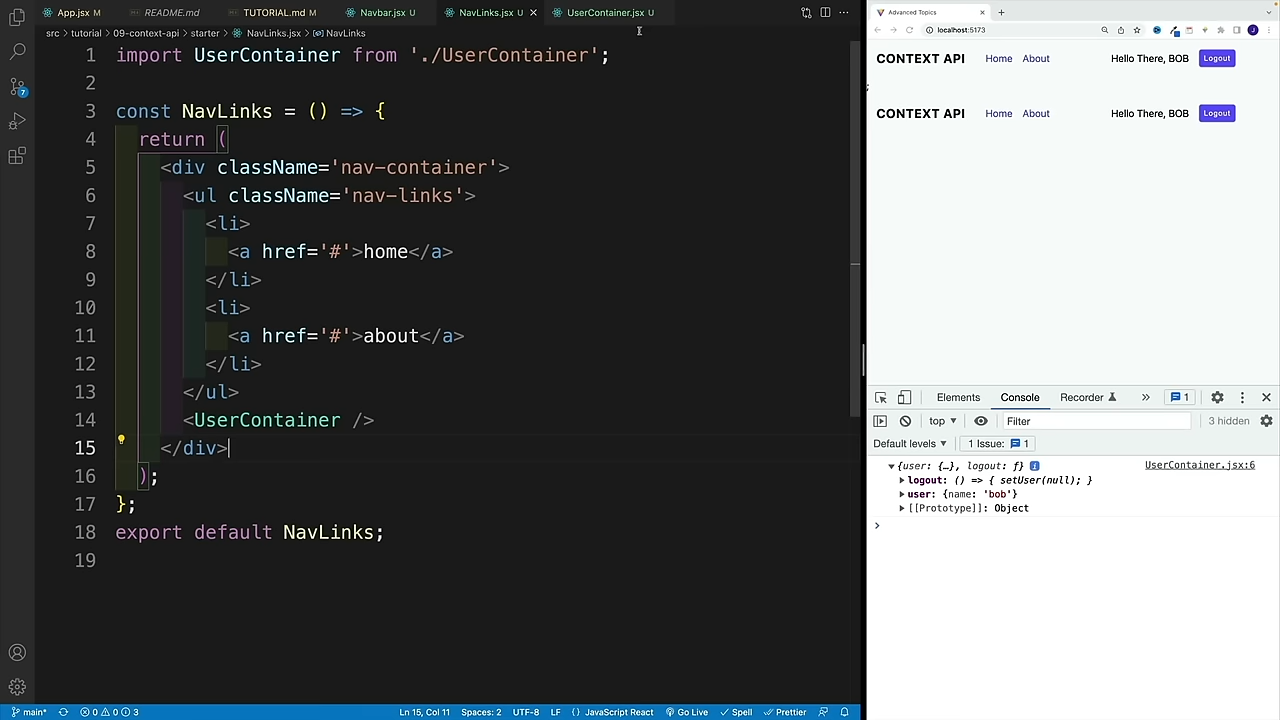 App.jsx M README.md TUTORIAL.md M Navbar.jsx U NavLinks.jsx U UserContainer.jsx U
src > tutorial > 09-context-api > starter > NavLinks.jsx > NavLinks
1 import UserContainer from './UserContainer';
2
3 const NavLinks = () => {
4 return (
5 <div className='nav-container'>
6 <ul className='nav-links'>
7 <li>
8 <a href='#'>home</a>
9 </li>
10 <li>
11 <a href='#'>about</a>
12 </li>
13 </ul>
14 <UserContainer />
15 </div>
16 );
17 };
18 export default NavLinks;
19
7
main* 0 0 3 Ln 15, Col 11 Spaces: 2 UTF-8 LF {} JavaScript React Go Live Spell Prettier
Advanced Topics
localhost:5173
J
CONTEXT API Home About Hello There, BOB Logout
;
CONTEXT API Home About Hello There, BOB Logout
Elements Console Recorder » 1
top Filter 3 hidden
Default levels 1 Issue: 1
{user: {…}, logout: ƒ} i UserContainer.jsx:6
logout: () => { setUser(null); }
user: {name: 'bob'}
[[Prototype]]: Object
>